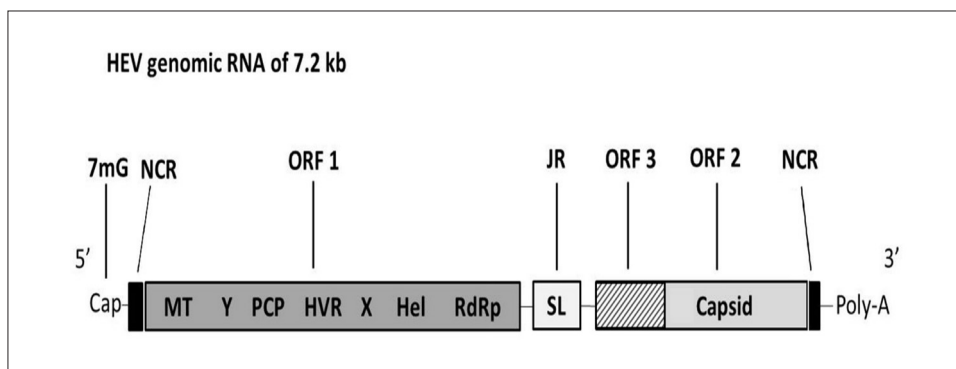 HEV genomic RNA of 7.2 kb
7mG NCR ORF 1 JR ORF 3 ORF 2 NCR
5’ 3’
Cap MT Y PCP HVR X Hel RdRp SL Capsid Poly-A